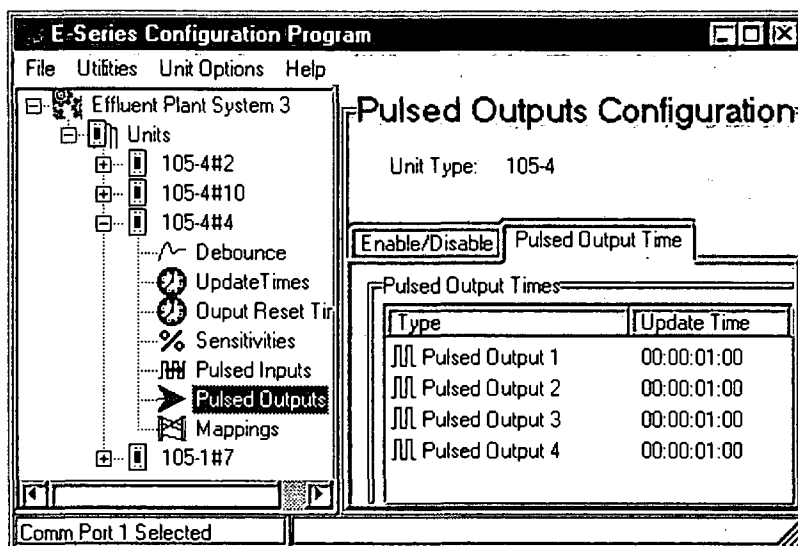 E-Series Configuration Program
File Utilities Unit Options Help
Effluent Plant System 3
Units
105-4#2
105-4#10
105-4#4
Debounce
UpdateTimes
Ouput Reset Tir
Sensitivities
Pulsed Inputs
Pulsed Outputs
Mappings
105-1#7
Pulsed Outputs Configuration
Unit Type: 105-4
Enable/Disable Pulsed Output Time
Pulsed Output Times
Type Update Time
Pulsed Output 1 00:00:01:00
Pulsed Output 2 00:00:01:00
Pulsed Output 3 00:00:01:00
Pulsed Output 4 00:00:01:00
Comm Port 1 Selected